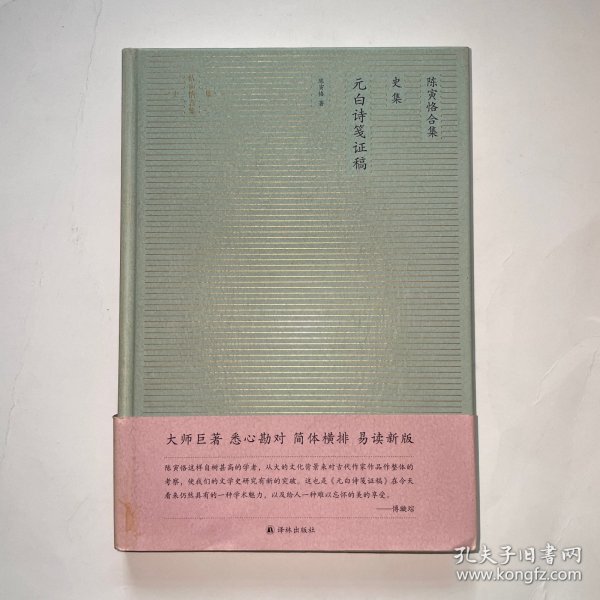 陈寅恪合集
史集
元白诗笺证稿
陈寅恪 著
大师巨著 悉心勘对 简体横排 易读新版
陈寅恪这样自树甚高的学者，从大的文化背景来对古代作家作品作整体的
考察，使我们的文学史研究有新的突破。这也是《元白诗笺证稿》在今天
看来仍然具有的一种学术魅力，以及给人一种难以忘怀的美的享受。
——傅璇琮
译林出版社
孔夫子旧书网
www.kongfz.com